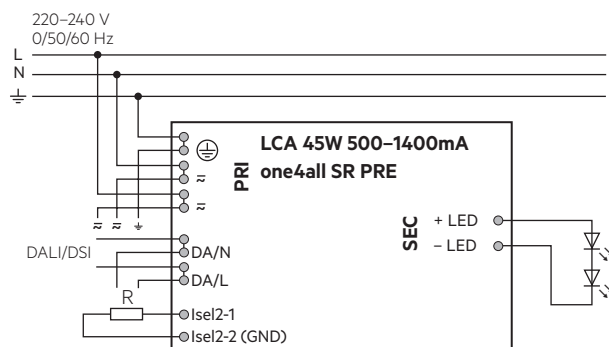 220–240 V
0/50/60 Hz
L
N
LCA 45W 500–1400mA
one4all SR PRE
PRI
SEC
+ LED
– LED
DALI/DSI
DA/N
DA/L
R
Isel2-1
Isel2-2 (GND)